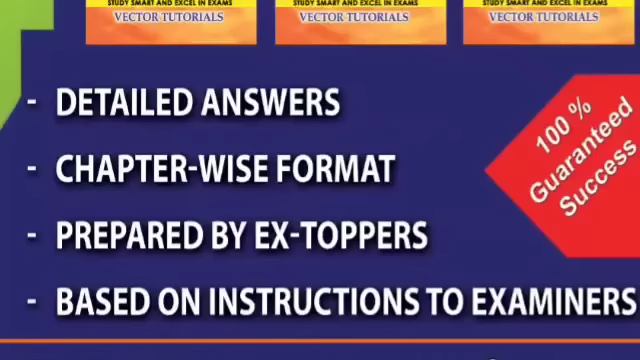 STUDY SMART AND EXCEL IN EXAMS
VECTOR TUTORIALS
STUDY SMART AND EXCEL IN EXAMS
VECTOR TUTORIALS
STUDY SMART AND EXCEL IN EXAMS
VECTOR TUTORIALS
- DETAILED ANSWERS
- CHAPTER-WISE FORMAT
- PREPARED BY EX-TOPPERS
- BASED ON INSTRUCTIONS TO EXAMINERS
100 %
Guaranteed
Success